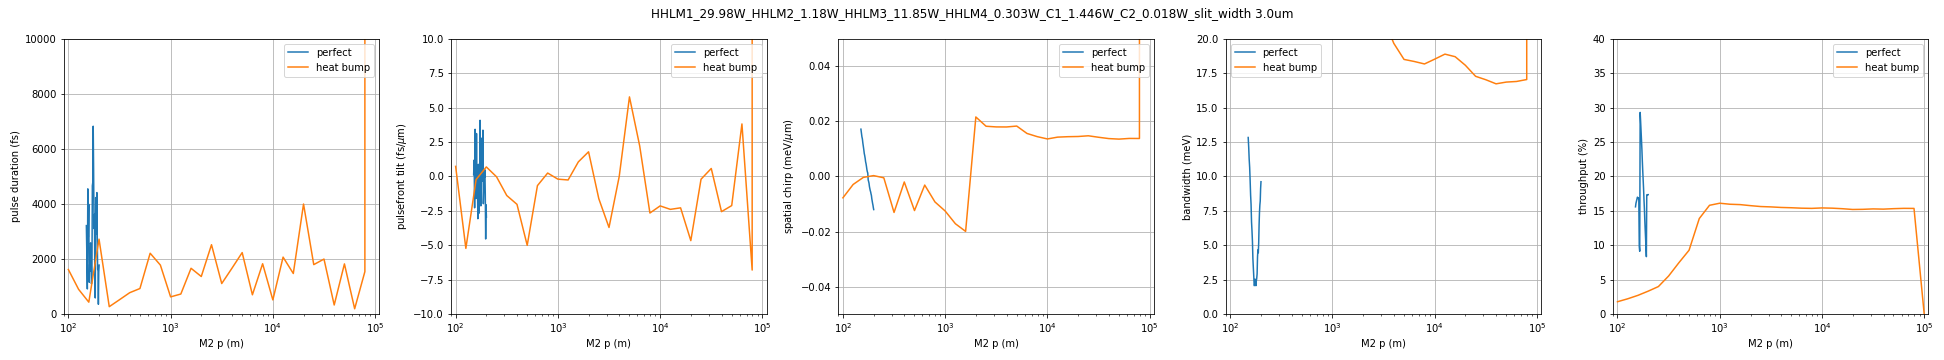 HHLM1_29.98W_HHLM2_1.18W_HHLM3_11.85W_HHLM4_0.303W_C1_1.446W_C2_0.018W_slit_width 3.0um
pulse duration (fs)
10000
8000
6000
4000
2000
0
perfect
heat bump
10²
10³
10⁴
10⁵
M2 p (m)
pulsefront tilt (fs/μm)
10.0
7.5
5.0
2.5
0.0
−2.5
−5.0
−7.5
−10.0
perfect
heat bump
10²
10³
10⁴
10⁵
M2 p (m)
spatial chirp (meV/μm)
0.04
0.02
0.00
−0.02
−0.04
perfect
heat bump
10²
10³
10⁴
10⁵
M2 p (m)
bandwidth (meV)
20.0
17.5
15.0
12.5
10.0
7.5
5.0
2.5
0.0
perfect
heat bump
10²
10³
10⁴
10⁵
M2 p (m)
throughput (%)
40
35
30
25
20
15
10
5
0
perfect
heat bump
10²
10³
10⁴
10⁵
M2 p (m)